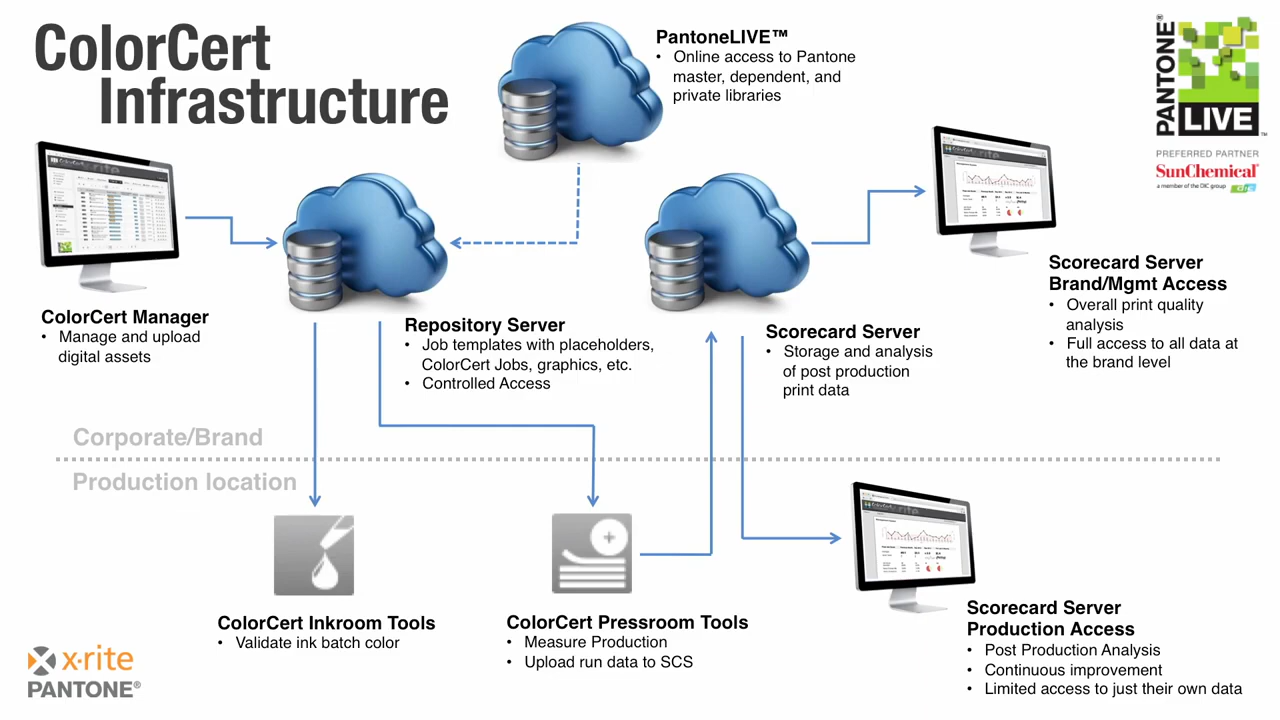 ColorCert
Infrastructure
PantoneLIVE™
• Online access to Pantone
master, dependent, and
private libraries
PANTONE®
LIVE™
PREFERRED PARTNER
SunChemical®
a member of the DIC group
DIC
ColorCert Manager
• Manage and upload
digital assets
Repository Server
• Job templates with placeholders,
ColorCert Jobs, graphics, etc.
• Controlled Access
Scorecard Server
• Storage and analysis
of post production
print data
Scorecard Server
Brand/Mgmt Access
• Overall print quality
analysis
• Full access to all data at
the brand level
Corporate/Brand
Production location
ColorCert Inkroom Tools
• Validate ink batch color
ColorCert Pressroom Tools
• Measure Production
• Upload run data to SCS
Scorecard Server
Production Access
• Post Production Analysis
• Continuous improvement
• Limited access to just their own data
x·rite
PANTONE®